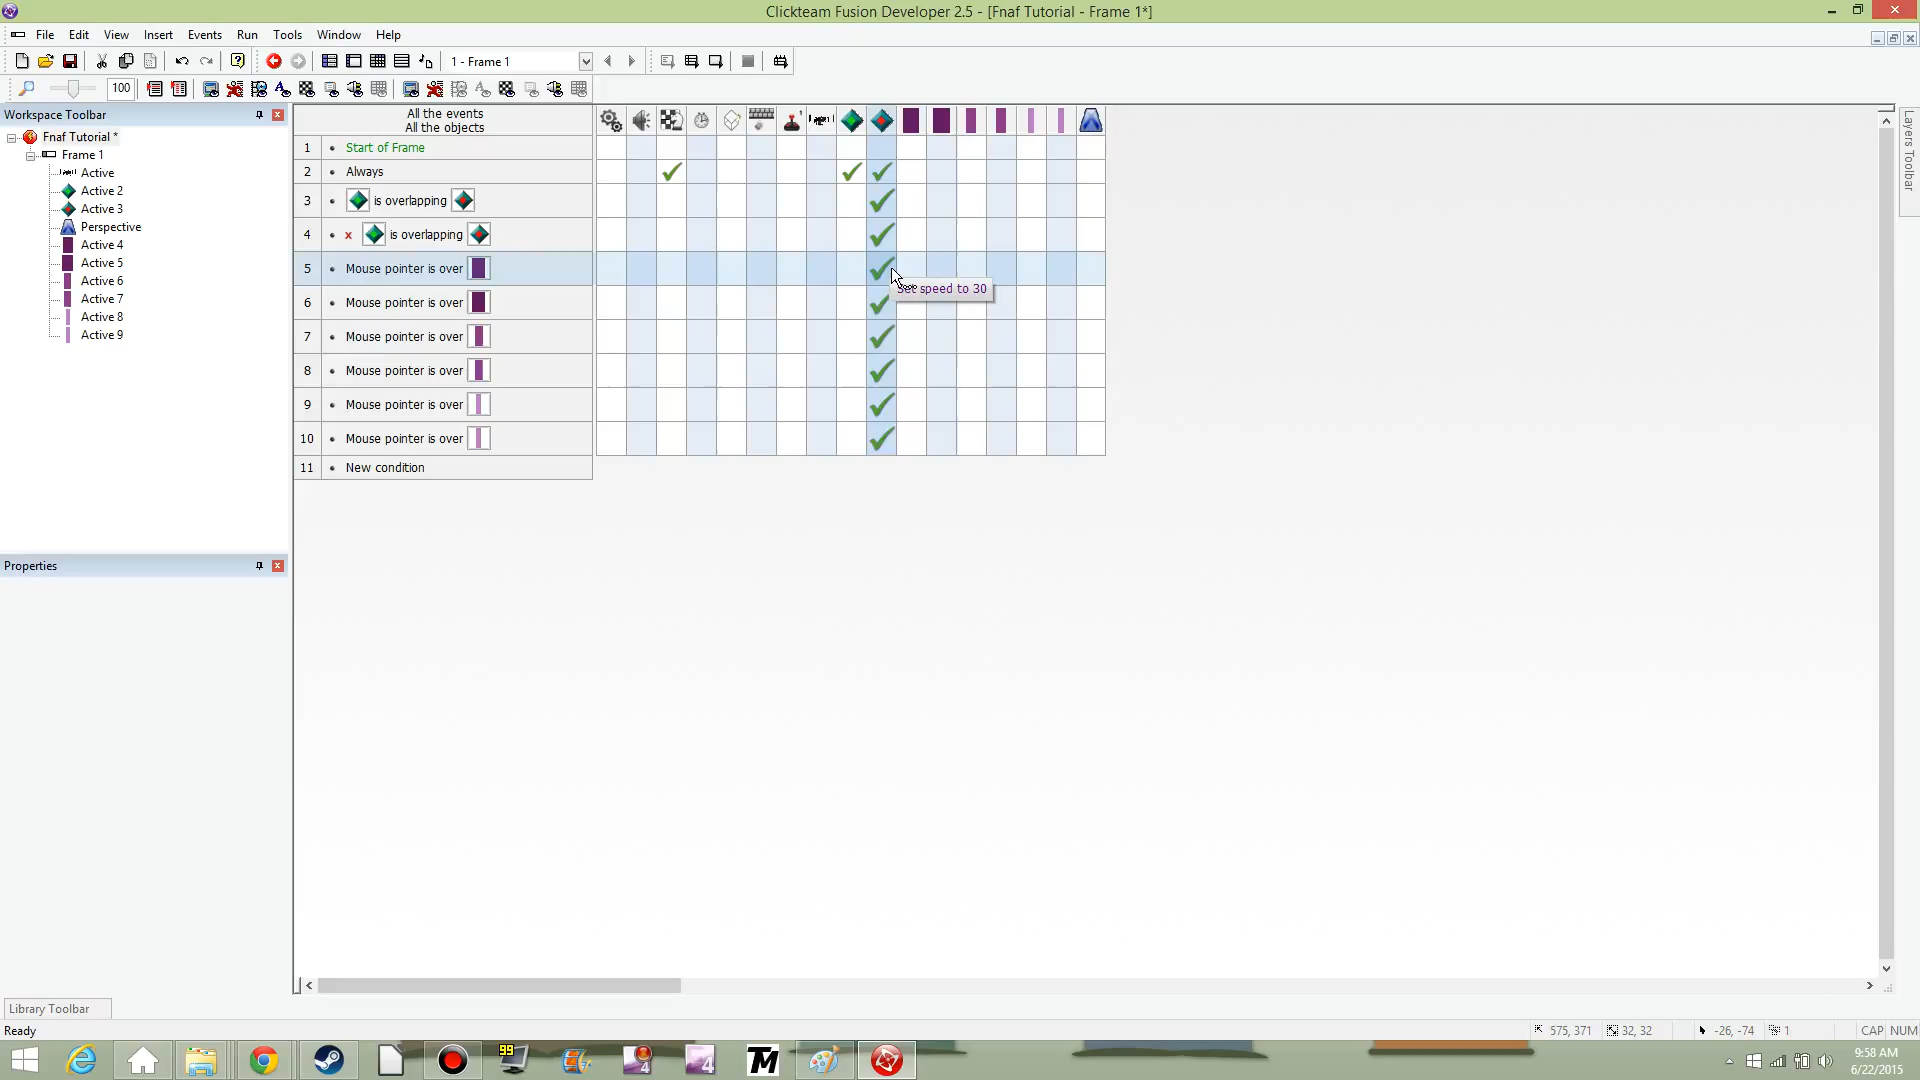 Clickteam Fusion Developer 2.5 - [Fnaf Tutorial - Frame 1*]
File Edit View Insert Events Run Tools Window Help
1 - Frame 1
100
Workspace Toolbar
Fnaf Tutorial *
Frame 1
Active
Active 2
Active 3
Perspective
Active 4
Active 5
Active 6
Active 7
Active 8
Active 9
Properties
Library Toolbar
All the events
All the objects
1 • Start of Frame
2 • Always
3 • is overlapping
4 • x is overlapping
5 • Mouse pointer is over
6 • Mouse pointer is over
7 • Mouse pointer is over
8 • Mouse pointer is over
9 • Mouse pointer is over
10 • Mouse pointer is over
11 • New condition
speed to 30
Layers Toolbar
Ready
575, 371 32, 32 -26, -74 1 CAP NUM
99
4
4
TM
9:58 AM
6/22/2015